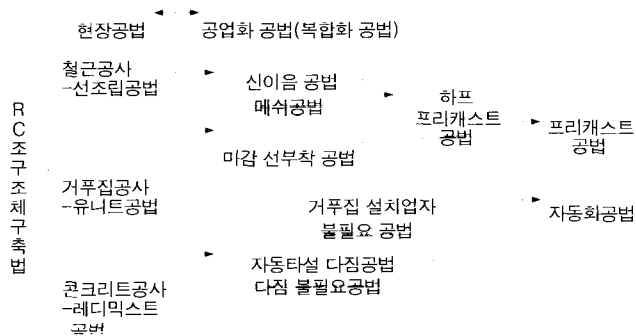 현장공법
공업화 공법(복합화 공법)
RC조구조체구축법
철근공사
-선조립공법
신이음 공법
메쉬공법
하프
프리캐스트
공법
프리캐스트
공법
마감 선부착 공법
거푸집공사
-유니트공법
거푸집 설치업자
불필요 공법
자동화공법
자동타설 다짐공법
다짐 불필요공법
콘크리트공사
-레디믹스트
공법